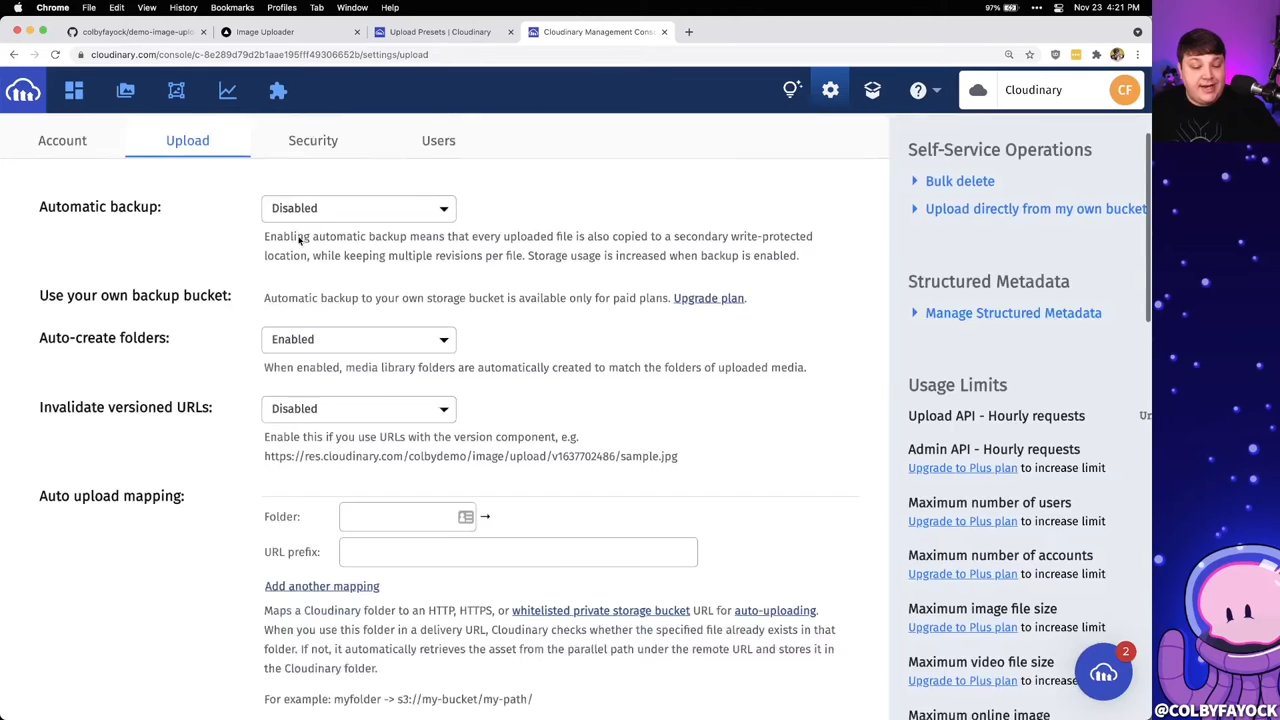 Chrome File Edit View History Bookmarks Profiles Tab Window Help 97% Nov 23 4:21 PM
colbyfayock/demo-image-uplo Image Uploader Upload Presets | Cloudinary Cloudinary Management Cons
cloudinary.com/console/c-8e289d79d2b1aae195fff49306652b/settings/upload
Cloudinary CF
Account Upload Security Users
Automatic backup: Disabled
Enabling automatic backup means that every uploaded file is also copied to a secondary write-protected
location, while keeping multiple revisions per file. Storage usage is increased when backup is enabled.
Use your own backup bucket: Automatic backup to your own storage bucket is available only for paid plans. Upgrade plan.
Auto-create folders: Enabled
When enabled, media library folders are automatically created to match the folders of uploaded media.
Invalidate versioned URLs: Disabled
Enable this if you use URLs with the version component, e.g.
https://res.cloudinary.com/colbydemo/image/upload/v1637702486/sample.jpg
Auto upload mapping:
Folder: →
URL prefix:
Add another mapping
Maps a Cloudinary folder to an HTTP, HTTPS, or whitelisted private storage bucket URL for auto-uploading.
When you use this folder in a delivery URL, Cloudinary checks whether the specified file already exists in that
folder. If not, it automatically retrieves the asset from the parallel path under the remote URL and stores it in
the Cloudinary folder.
For example: myfolder -> s3://my-bucket/my-path/
Self-Service Operations
Bulk delete
Upload directly from my own bucket
Structured Metadata
Manage Structured Metadata
Usage Limits
Upload API - Hourly requests Un
Admin API - Hourly requests
Upgrade to Plus plan to increase limit
Maximum number of users
Upgrade to Plus plan to increase limit
Maximum number of accounts
Upgrade to Plus plan to increase limit
Maximum image file size
Upgrade to Plus plan to increase limit
Maximum video file size
Upgrade to Plus plan to increase
Maximum online image
2
@COLBYFAYOCK